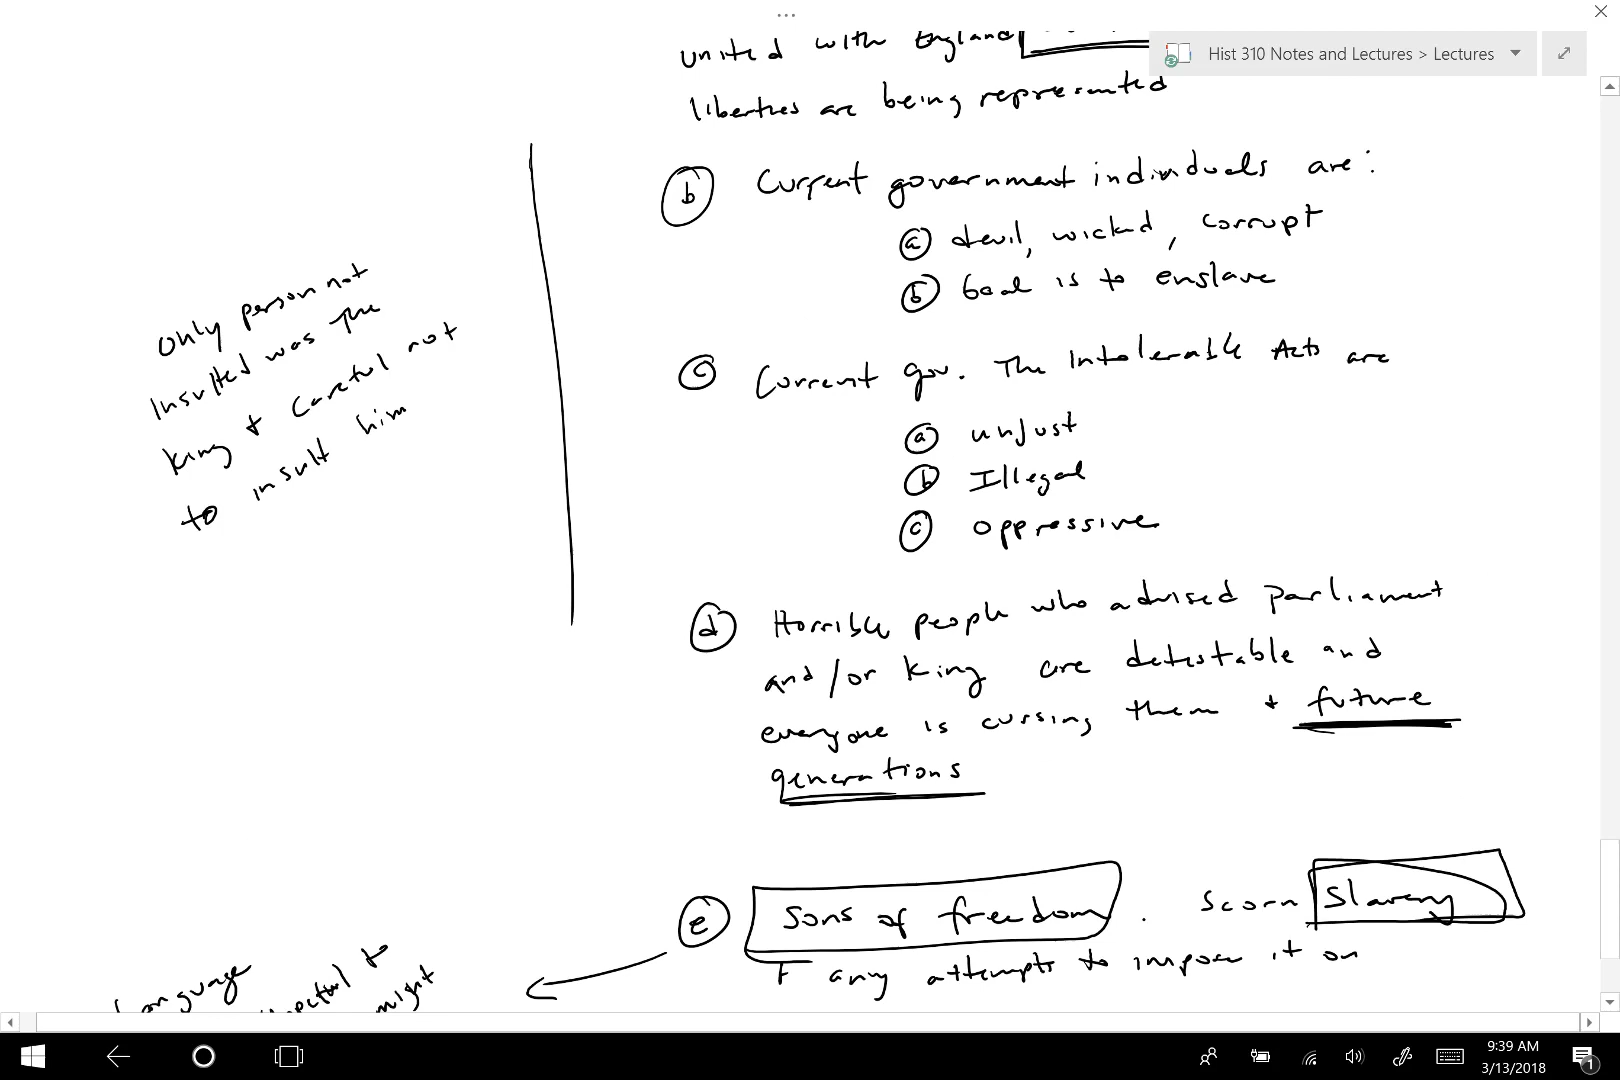 united with England
Hist 310 Notes and Lectures > Lectures
liberties are being represented
b Current government individuals are:
a devil, wicked, corrupt
b Goal is to enslave
Only person not
insulted was the
king + careful not
to insult him
c Current gov. The Intolerable Acts are
a unjust
b Illegal
c oppressive
d Horrible people who advised parliament
and/or king are detestable and
everyone is cursing them + future
generations
e Sons of freedom. Scorn Slavery
+ any attempts to impose it on
Language
might
9:39 AM
3/13/2018
1